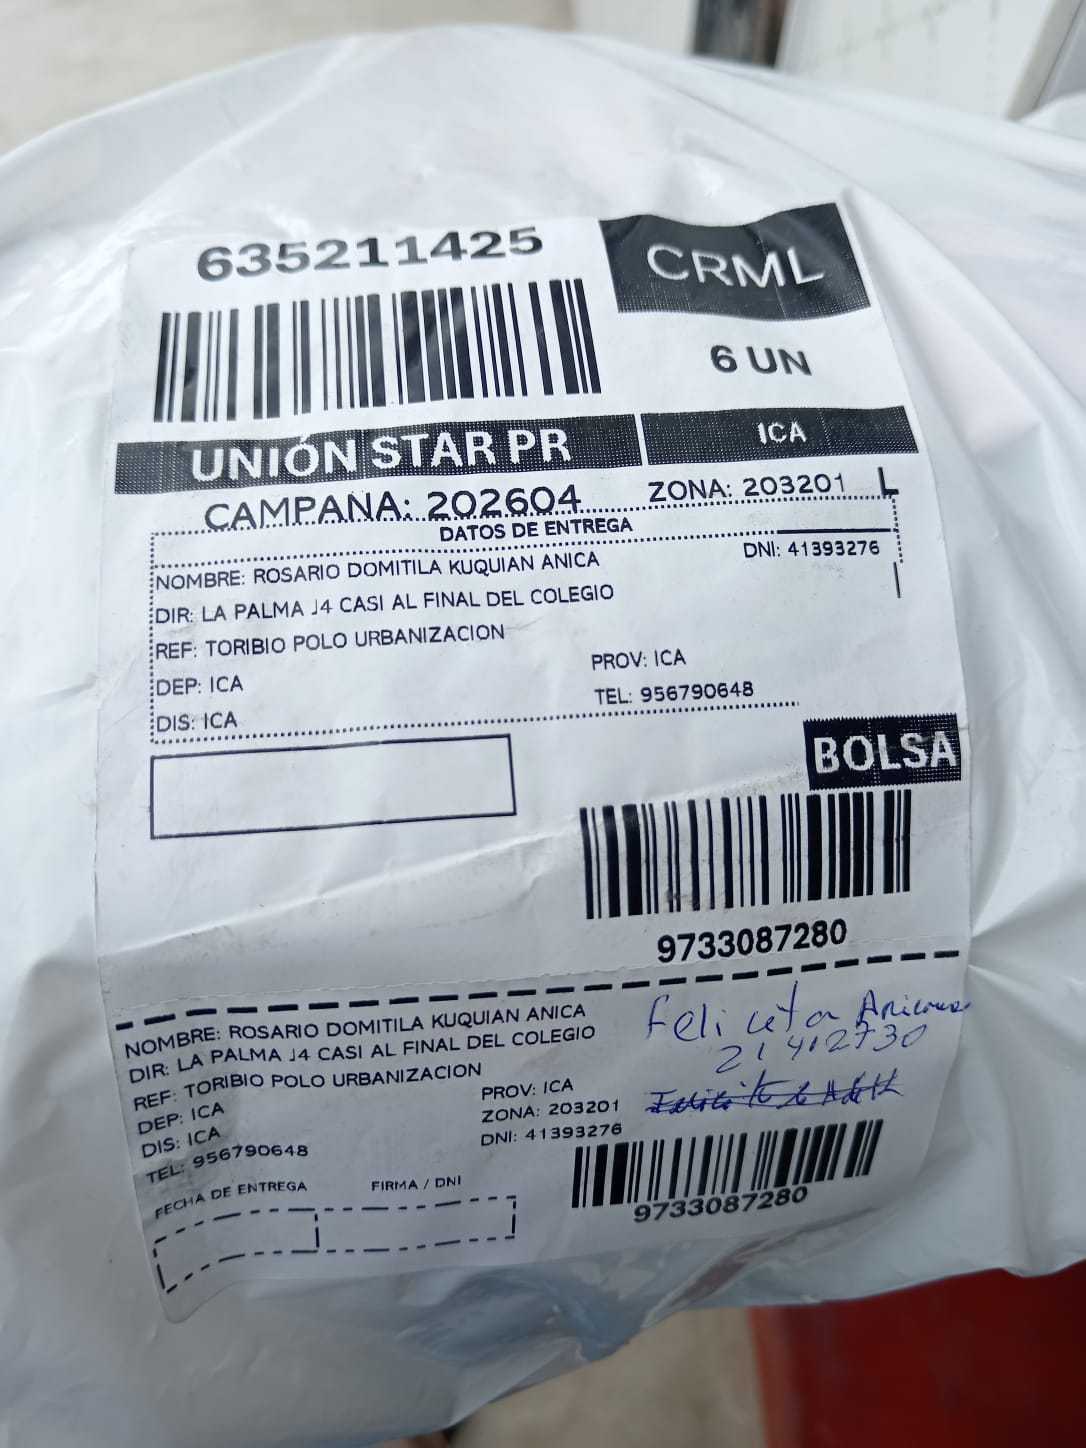 635211425
CRML
6 UN
UNIÓN STAR PR
ICA
CAMPAÑA: 202604
ZONA: 203201 L
DATOS DE ENTREGA
NOMBRE: ROSARIO DOMITILA KUQUIAN ANICA
DNI: 41393276
DIR: LA PALMA J4 CASI AL FINAL DEL COLEGIO
REF: TORIBIO POLO URBANIZACION
DEP: ICA
PROV: ICA
DIS: ICA
TEL: 956790648
BOLSA
9733087280
NOMBRE: ROSARIO DOMITILA KUQUIAN ANICA
DIR: LA PALMA J4 CASI AL FINAL DEL COLEGIO
REF: TORIBIO POLO URBANIZACION
DEP: ICA
PROV: ICA
DIS: ICA
ZONA: 203201
TEL: 956790648
DNI: 41393276
FECHA DE ENTREGA
FIRMA / DNI
Feliceta
21412730
9733087280